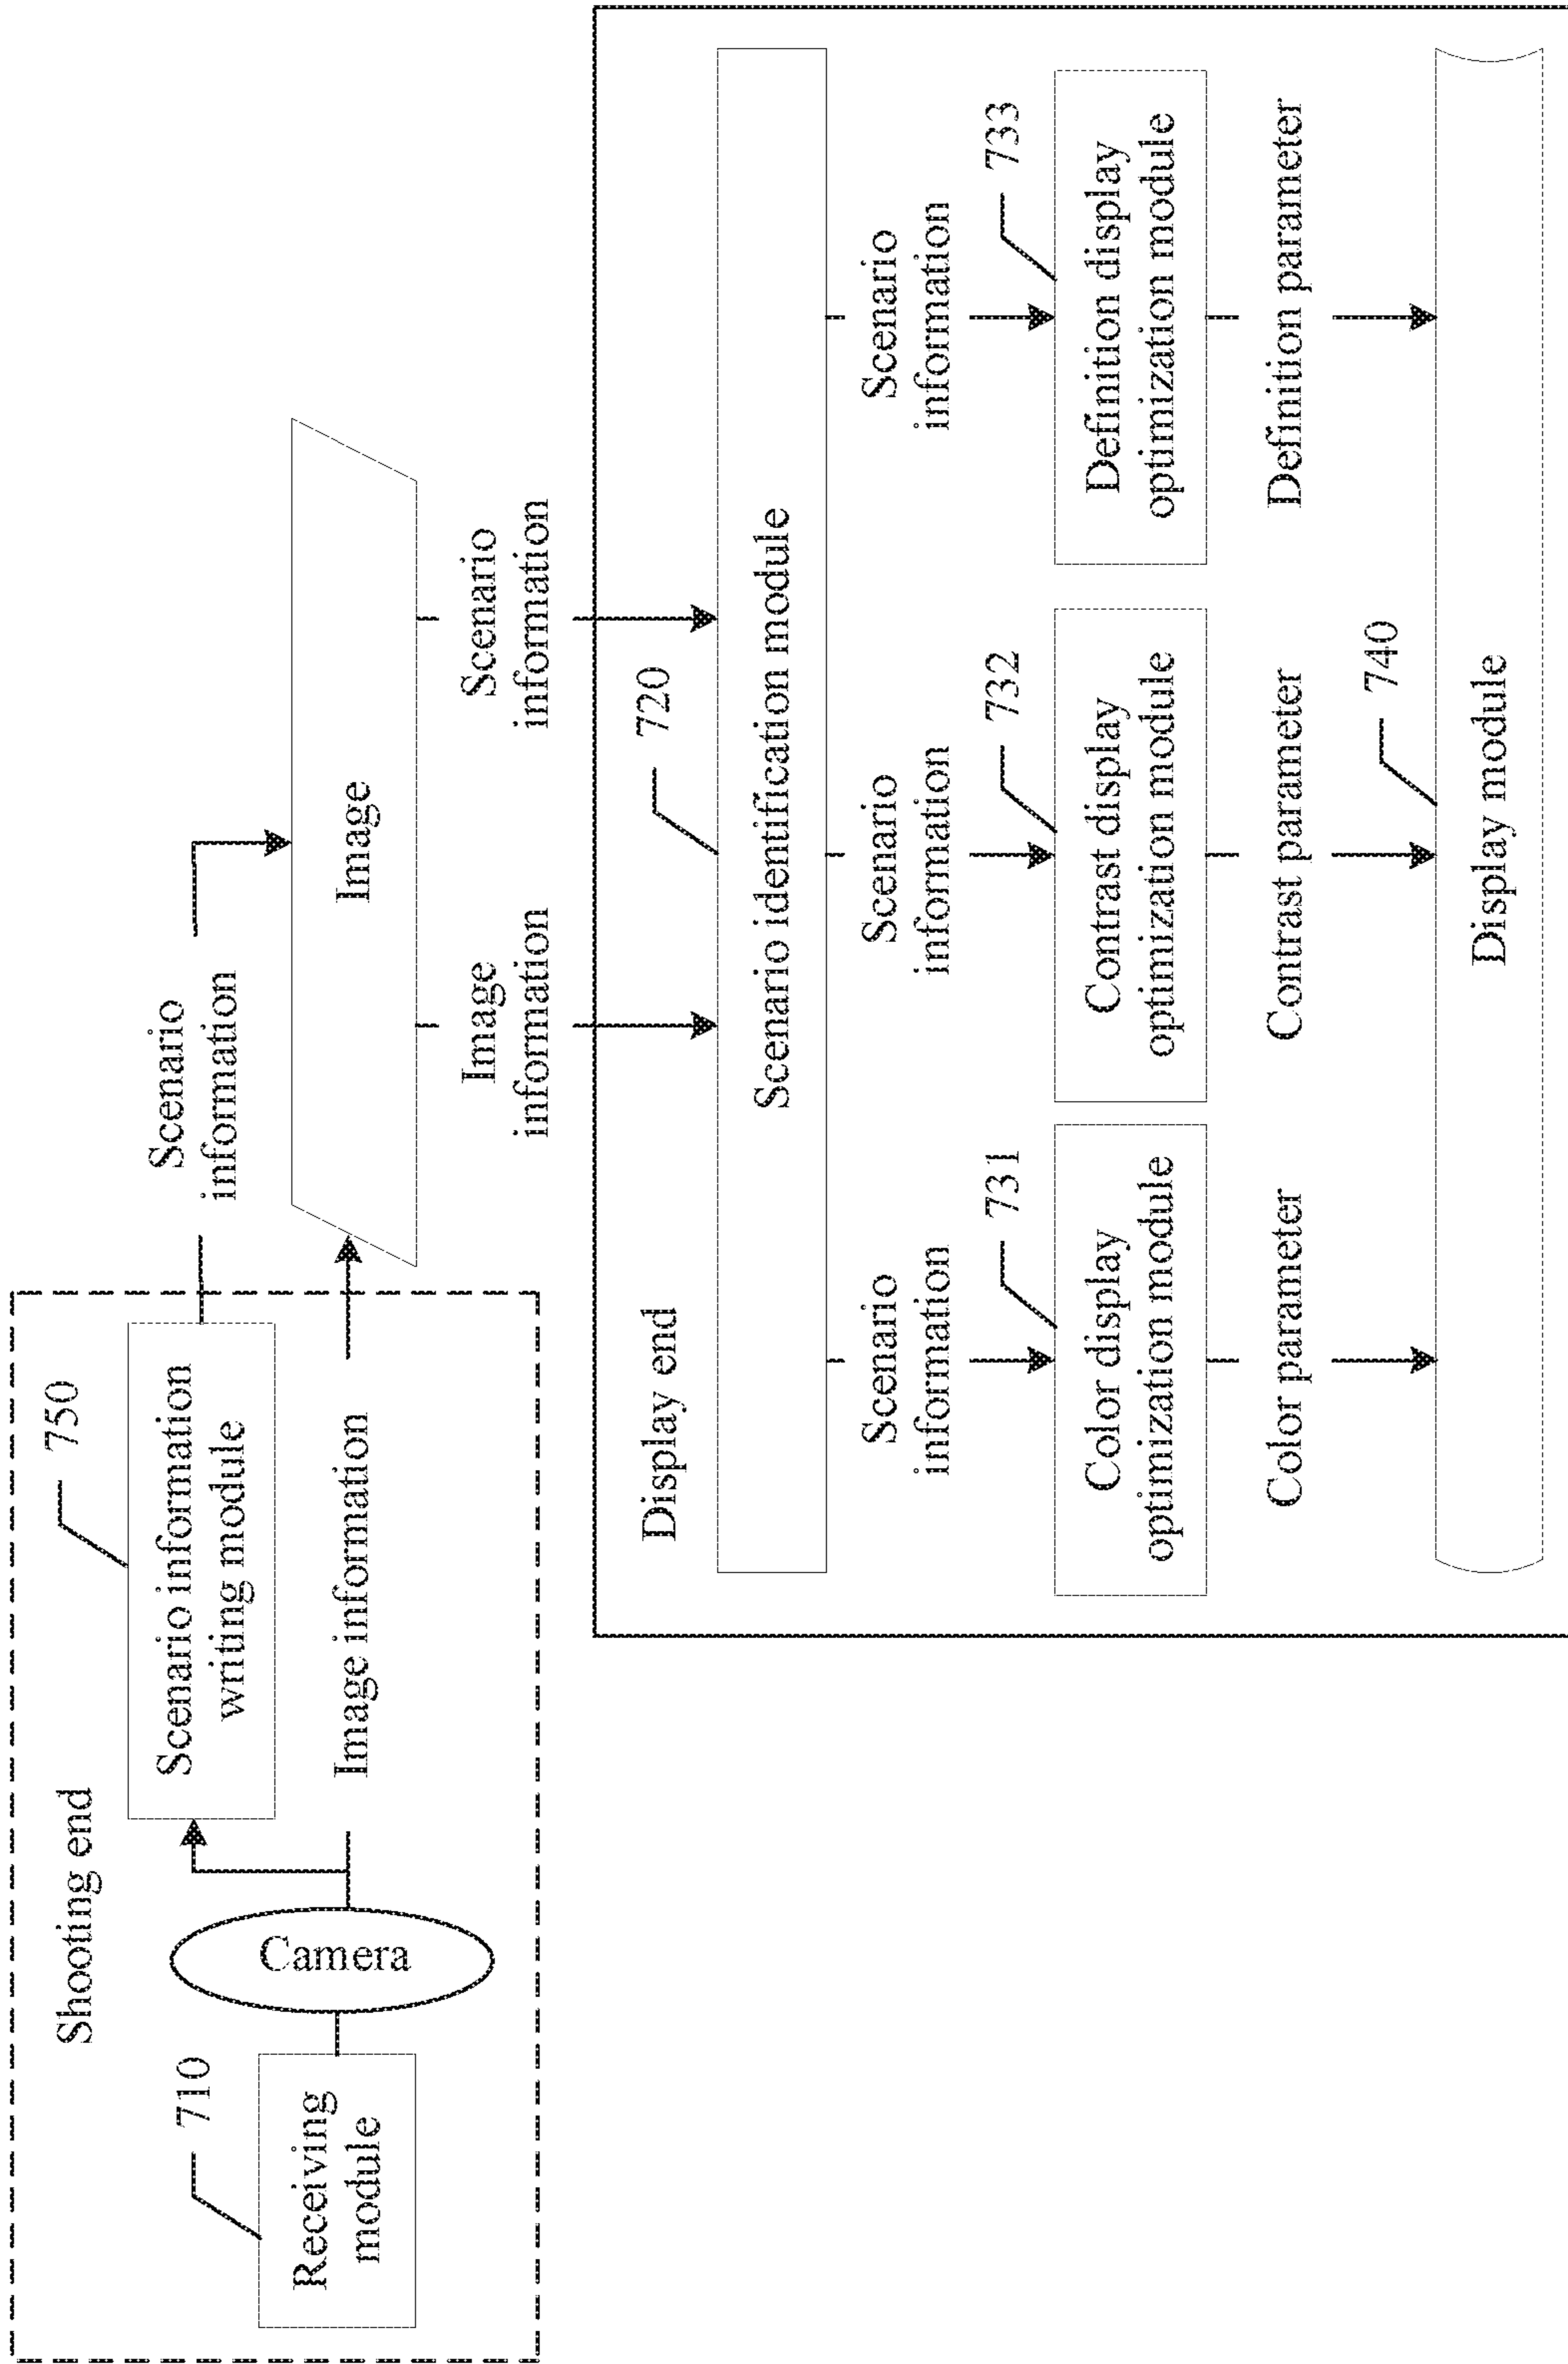 Shooting end
710
Receiving
module
Camera
750
Scenario information
writing module
Image information
Scenario
information
Image
Image
information
Scenario
information
Display end
720
Scenario identification module
Scenario
information
Scenario
information
Scenario
information
731
Color display
optimization module
732
Contrast display
optimization module
733
Definition display
optimization module
Color parameter
Contrast parameter
Definition parameter
740
Display module